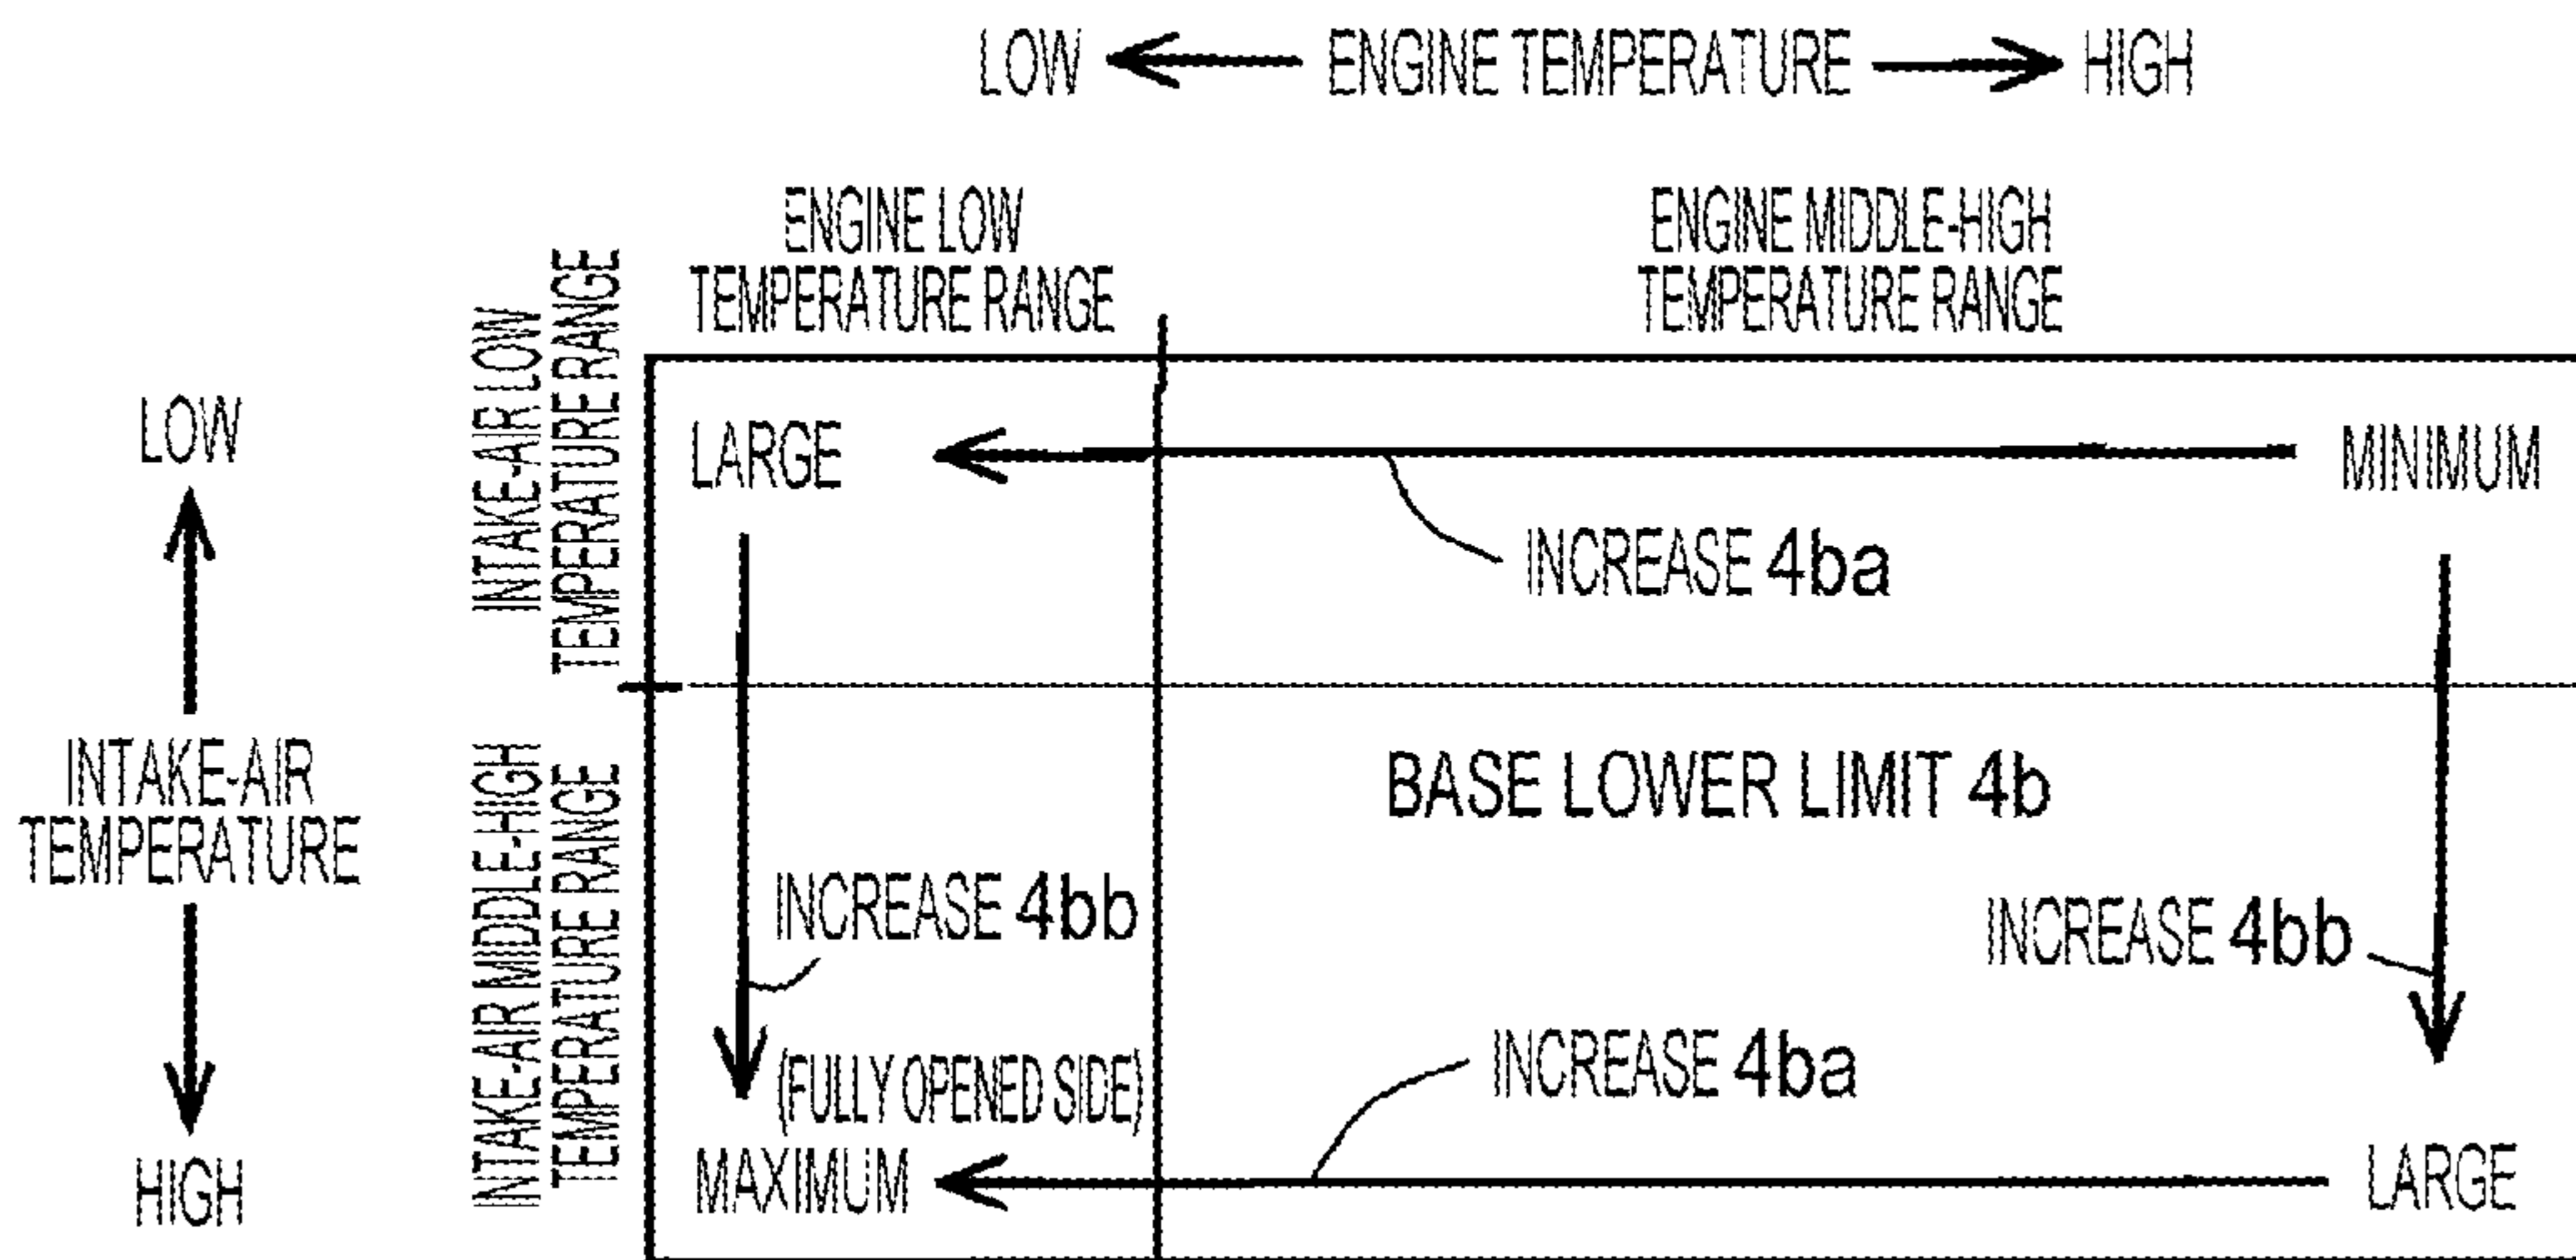 LOW ENGINE TEMPERATURE HIGH
ENGINE LOW
TEMPERATURE RANGE
ENGINE MIDDLE-HIGH
TEMPERATURE RANGE
LOW
INTAKE-AIR
TEMPERATURE
HIGH
INTAKE-AIR LOW
TEMPERATURE RANGE
INTAKE-AIR MIDDLE-HIGH
TEMPERATURE RANGE
LARGE
MINIMUM
INCREASE 4ba
BASE LOWER LIMIT 4b
INCREASE 4bb
INCREASE 4bb
(FULLY OPENED SIDE)
INCREASE 4ba
MAXIMUM
LARGE